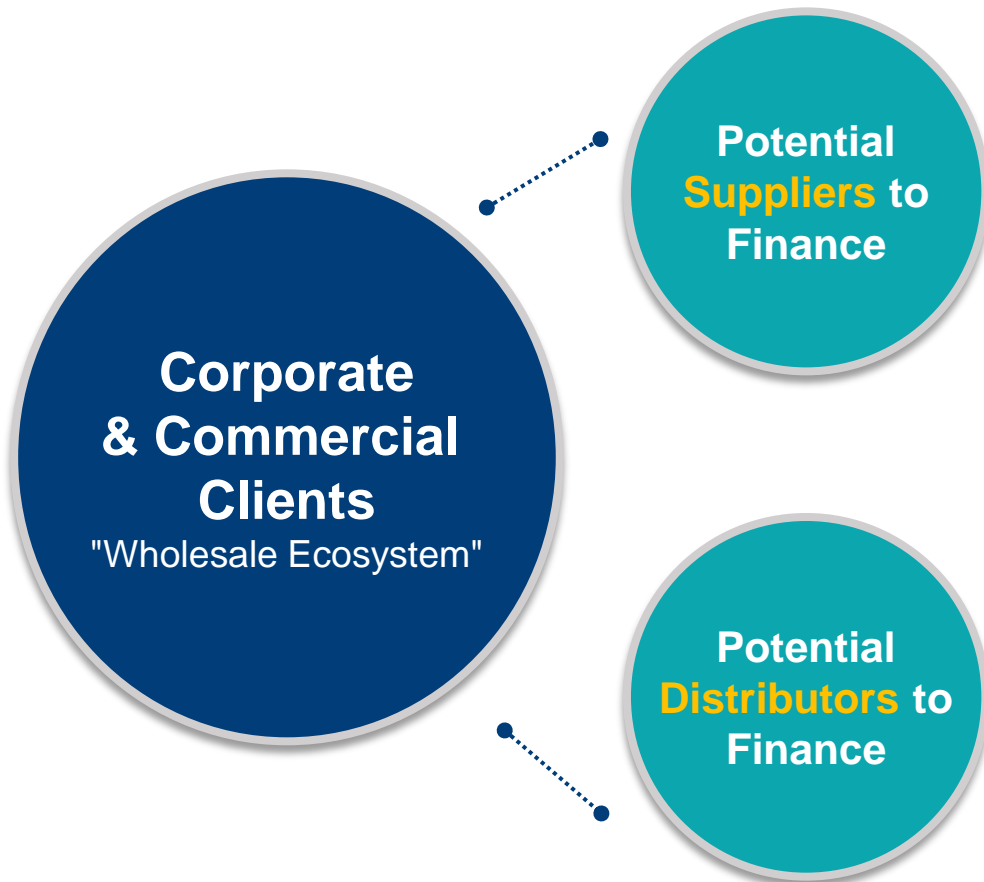 Corporate
& Commercial
Clients
"Wholesale Ecosystem"
Potential
Suppliers to
Finance
Potential
Distributors to
Finance